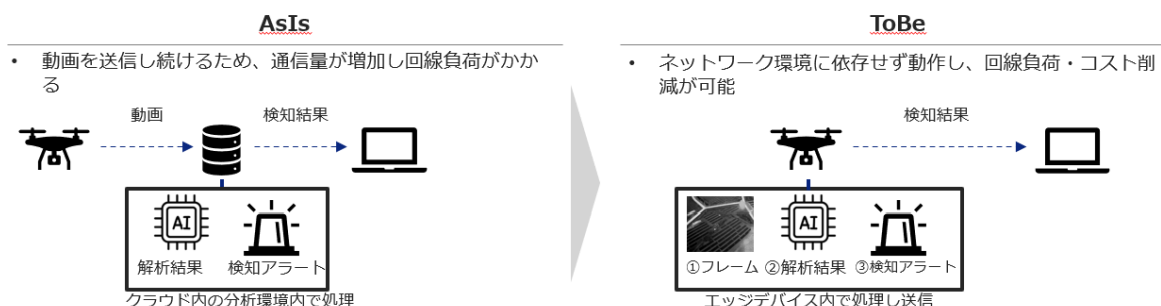 AsIs
• 動画を送信し続けるため、通信量が増加し回線負荷がかか
る
動画
検知結果
AI
解析結果
検知アラート
クラウド内の分析環境内で処理
ToBe
• ネットワーク環境に依存せず動作し、回線負荷・コスト削
減が可能
検知結果
AI
①フレーム ②解析結果 ③検知アラート
エッジデバイス内で処理し送信